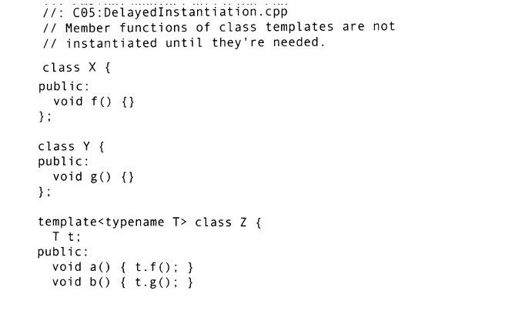 //: C05:DelayedInstantiation.cpp
// Member functions of class templates are not
// instantiated until they're needed.
class X {
public:
  void f() {}
};
class Y {
public:
  void g() {}
};
template<typename T> class Z {
  T t;
public:
  void a() { t.f(); }
  void b() { t.g(); }